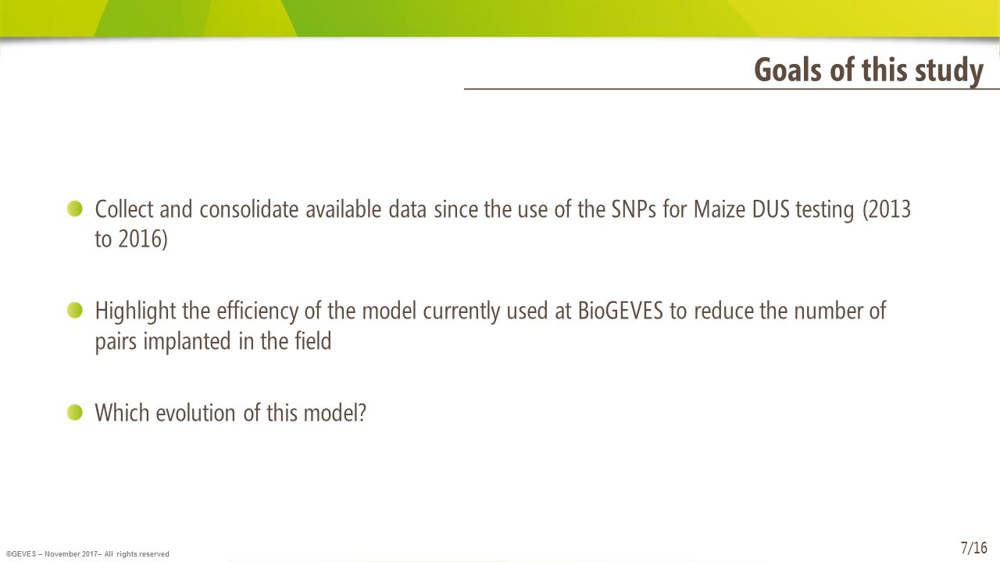 Goals of this study
Collect and consolidate available data since the use of the SNPs for Maize DUS testing (2013
to 2016)
Highlight the efficiency of the model currently used at BioGEVES to reduce the number of
pairs implanted in the field
Which evolution of this model?
©GEVES – November 2017– All rights reserved
7/16